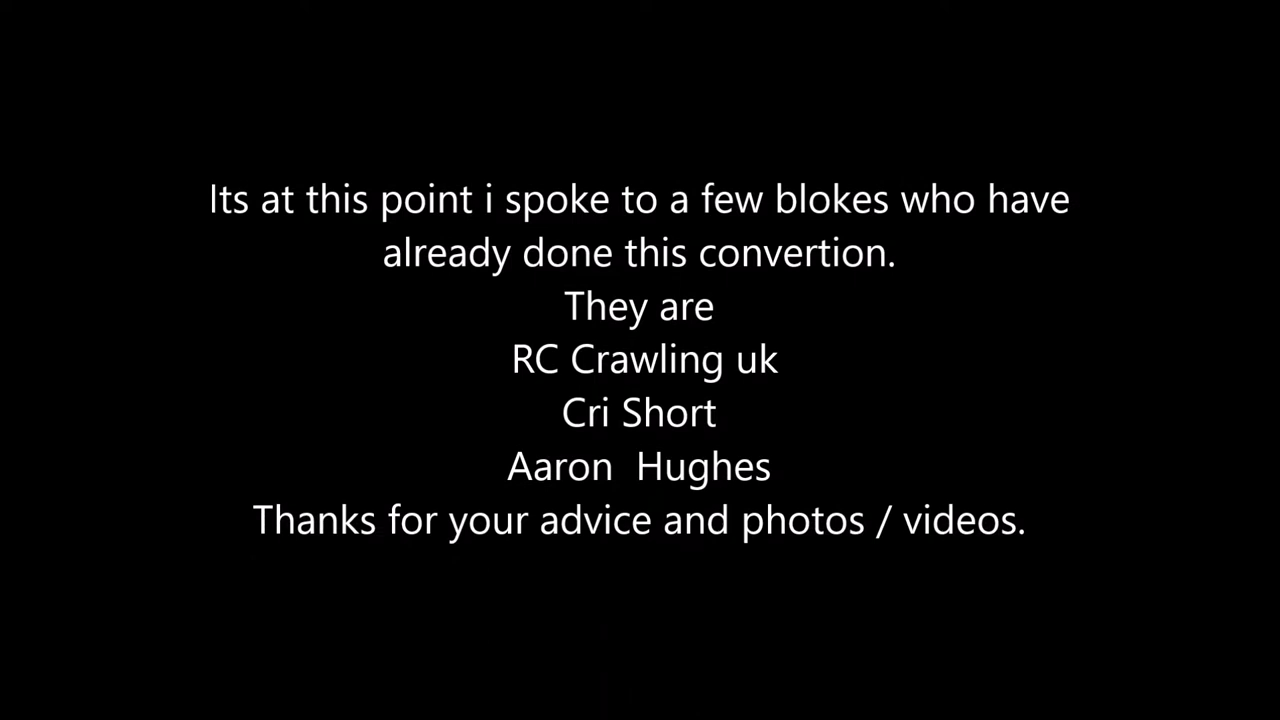 Its at this point i spoke to a few blokes who have
already done this convertion.
They are
RC Crawling uk
Cri Short
Aaron  Hughes
Thanks for your advice and photos / videos.